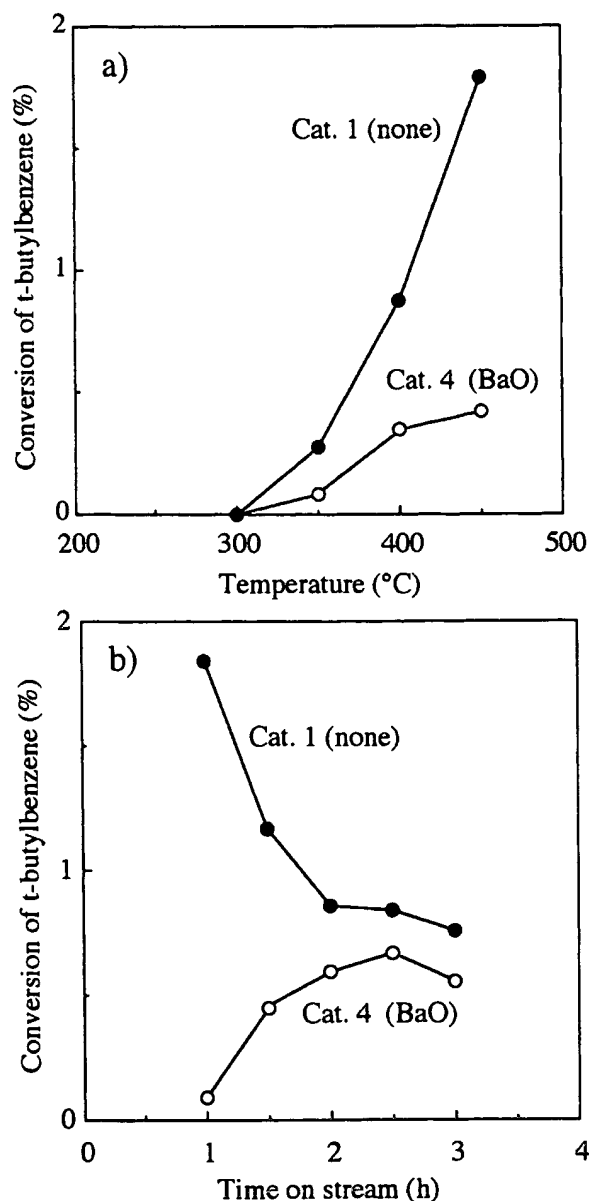 2
a)
Cat. 1 (none)
1
Cat. 4 (BaO)
0
200 300 400 500
Temperature (°C)
Conversion of t-butylbenzene (%)
2
b)
Cat. 1 (none)
1
Cat. 4 (BaO)
0
0 1 2 3 4
Time on stream (h)
Conversion of t-butylbenzene (%)